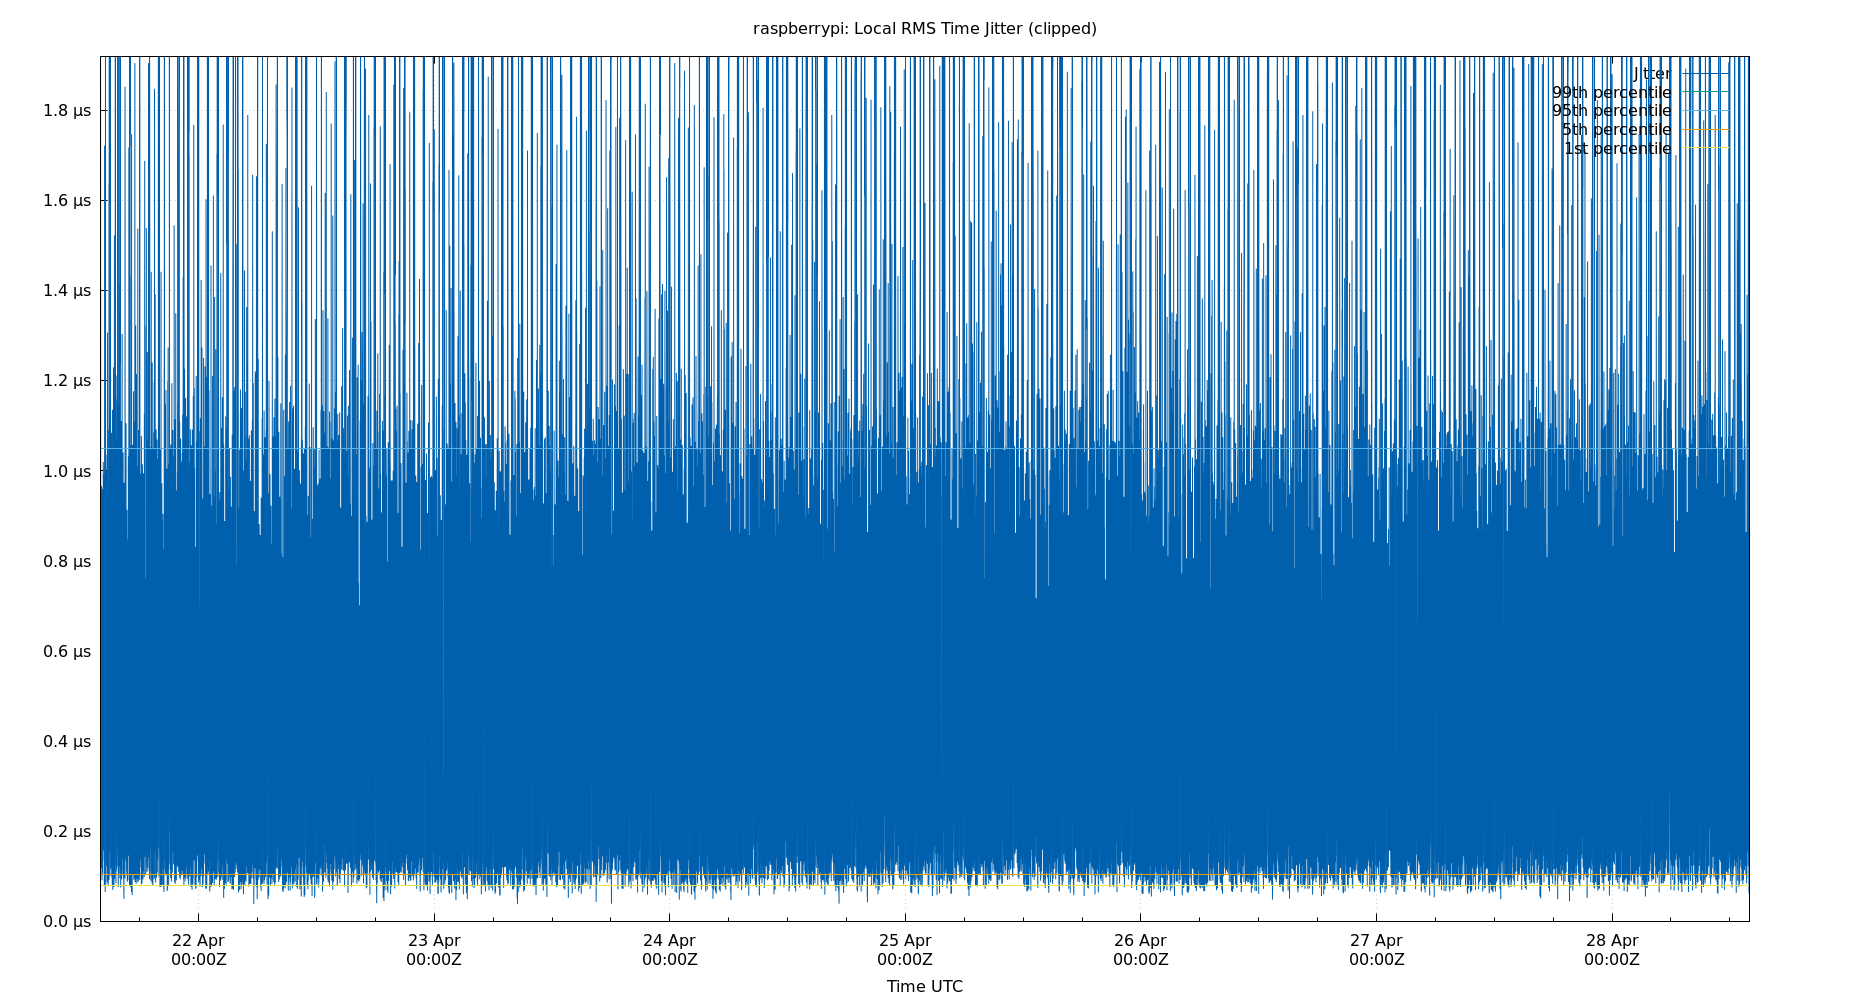 raspberrypi: Local RMS Time Jitter (clipped)
Jitter
99th percentile
95th percentile
5th percentile
1st percentile
1.8 µs
1.6 µs
1.4 µs
1.2 µs
1.0 µs
0.8 µs
0.6 µs
0.4 µs
0.2 µs
0.0 µs
22 Apr 23 Apr 24 Apr 25 Apr 26 Apr 27 Apr 28 Apr
00:00Z 00:00Z 00:00Z 00:00Z 00:00Z 00:00Z 00:00Z
Time UTC